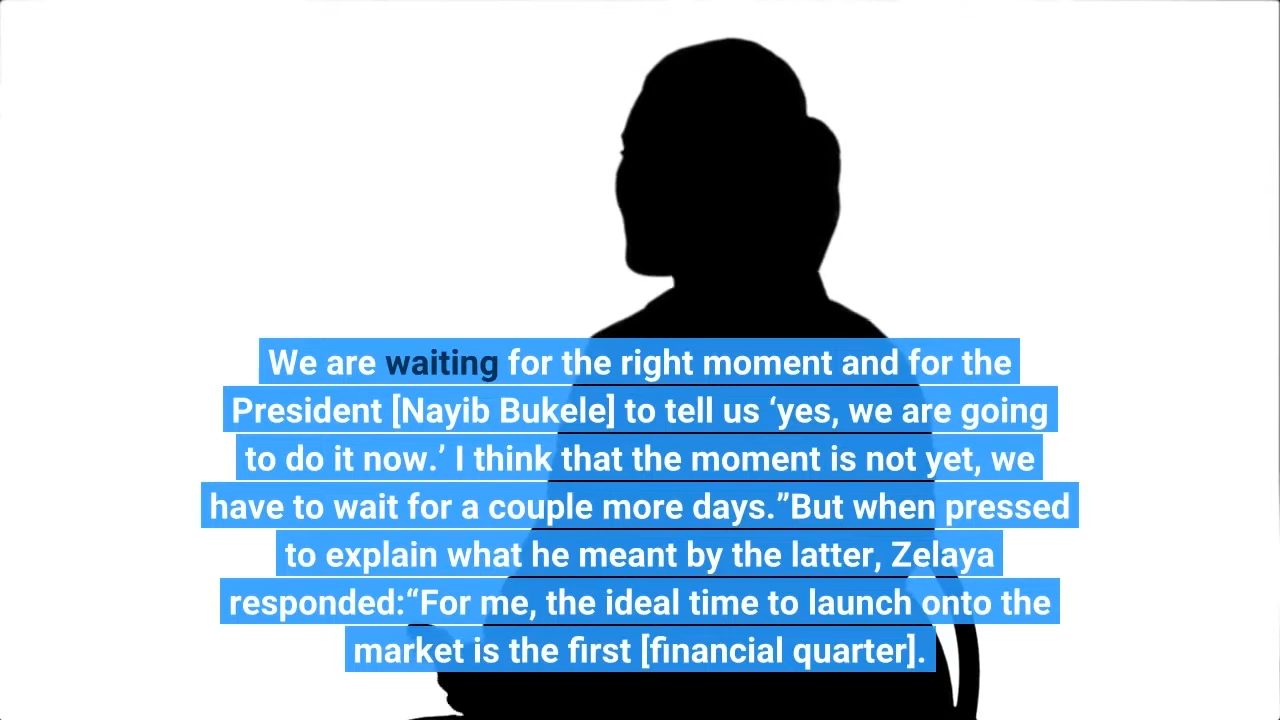 We are waiting for the right moment and for the
President [Nayib Bukele] to tell us ‘yes, we are going
to do it now.’ I think that the moment is not yet, we
have to wait for a couple more days.”But when pressed
to explain what he meant by the latter, Zelaya
responded:“For me, the ideal time to launch onto the
market is the first [financial quarter].